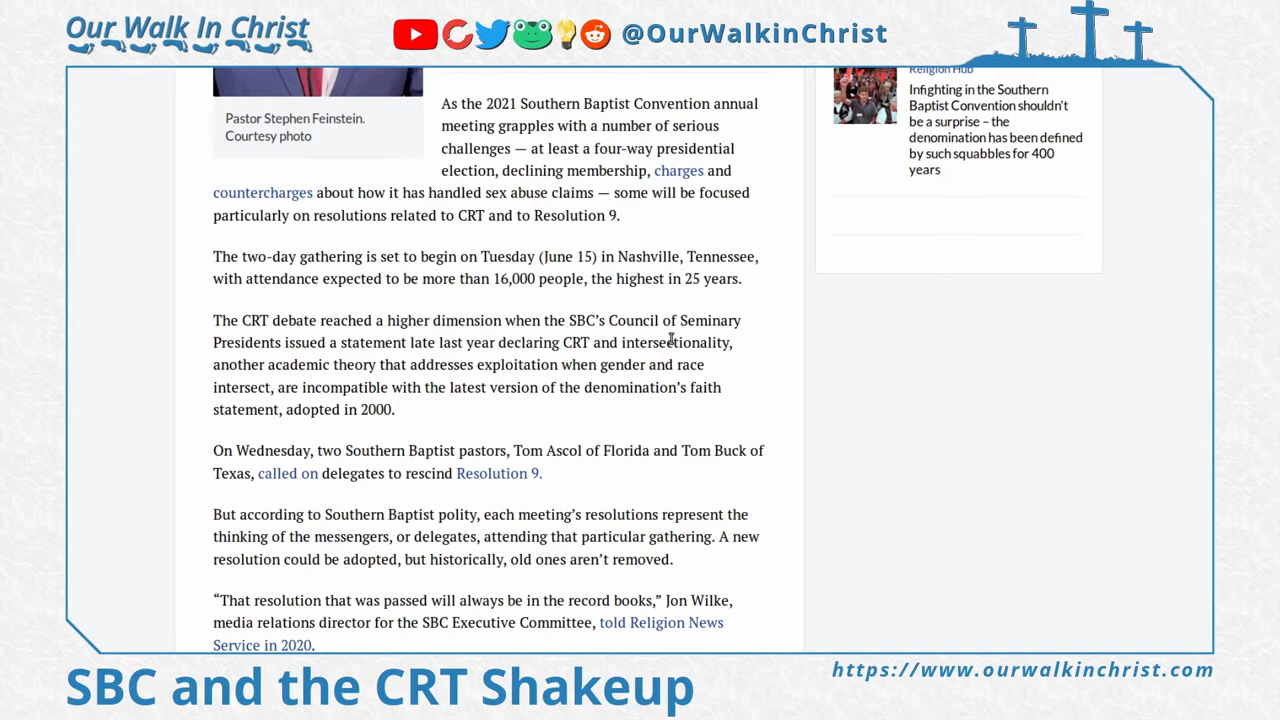 Our Walk In Christ
@OurWalkinChrist
Pastor Stephen Feinstein.
Courtesy photo
As the 2021 Southern Baptist Convention annual
meeting grapples with a number of serious
challenges — at least a four-way presidential
election, declining membership, charges and
countercharges about how it has handled sex abuse claims — some will be focused
particularly on resolutions related to CRT and to Resolution 9.
The two-day gathering is set to begin on Tuesday (June 15) in Nashville, Tennessee,
with attendance expected to be more than 16,000 people, the highest in 25 years.
The CRT debate reached a higher dimension when the SBC’s Council of Seminary
Presidents issued a statement late last year declaring CRT and intersectionality,
another academic theory that addresses exploitation when gender and race
intersect, are incompatible with the latest version of the denomination’s faith
statement, adopted in 2000.
On Wednesday, two Southern Baptist pastors, Tom Ascol of Florida and Tom Buck of
Texas, called on delegates to rescind Resolution 9.
But according to Southern Baptist polity, each meeting’s resolutions represent the
thinking of the messengers, or delegates, attending that particular gathering. A new
resolution could be adopted, but historically, old ones aren’t removed.
“That resolution that was passed will always be in the record books,” Jon Wilke,
media relations director for the SBC Executive Committee, told Religion News
Service in 2020.
Religion Hub
Infighting in the Southern
Baptist Convention shouldn’t
be a surprise – the
denomination has been defined
by such squabbles for 400
years
SBC and the CRT Shakeup
https://www.ourwalkinchrist.com